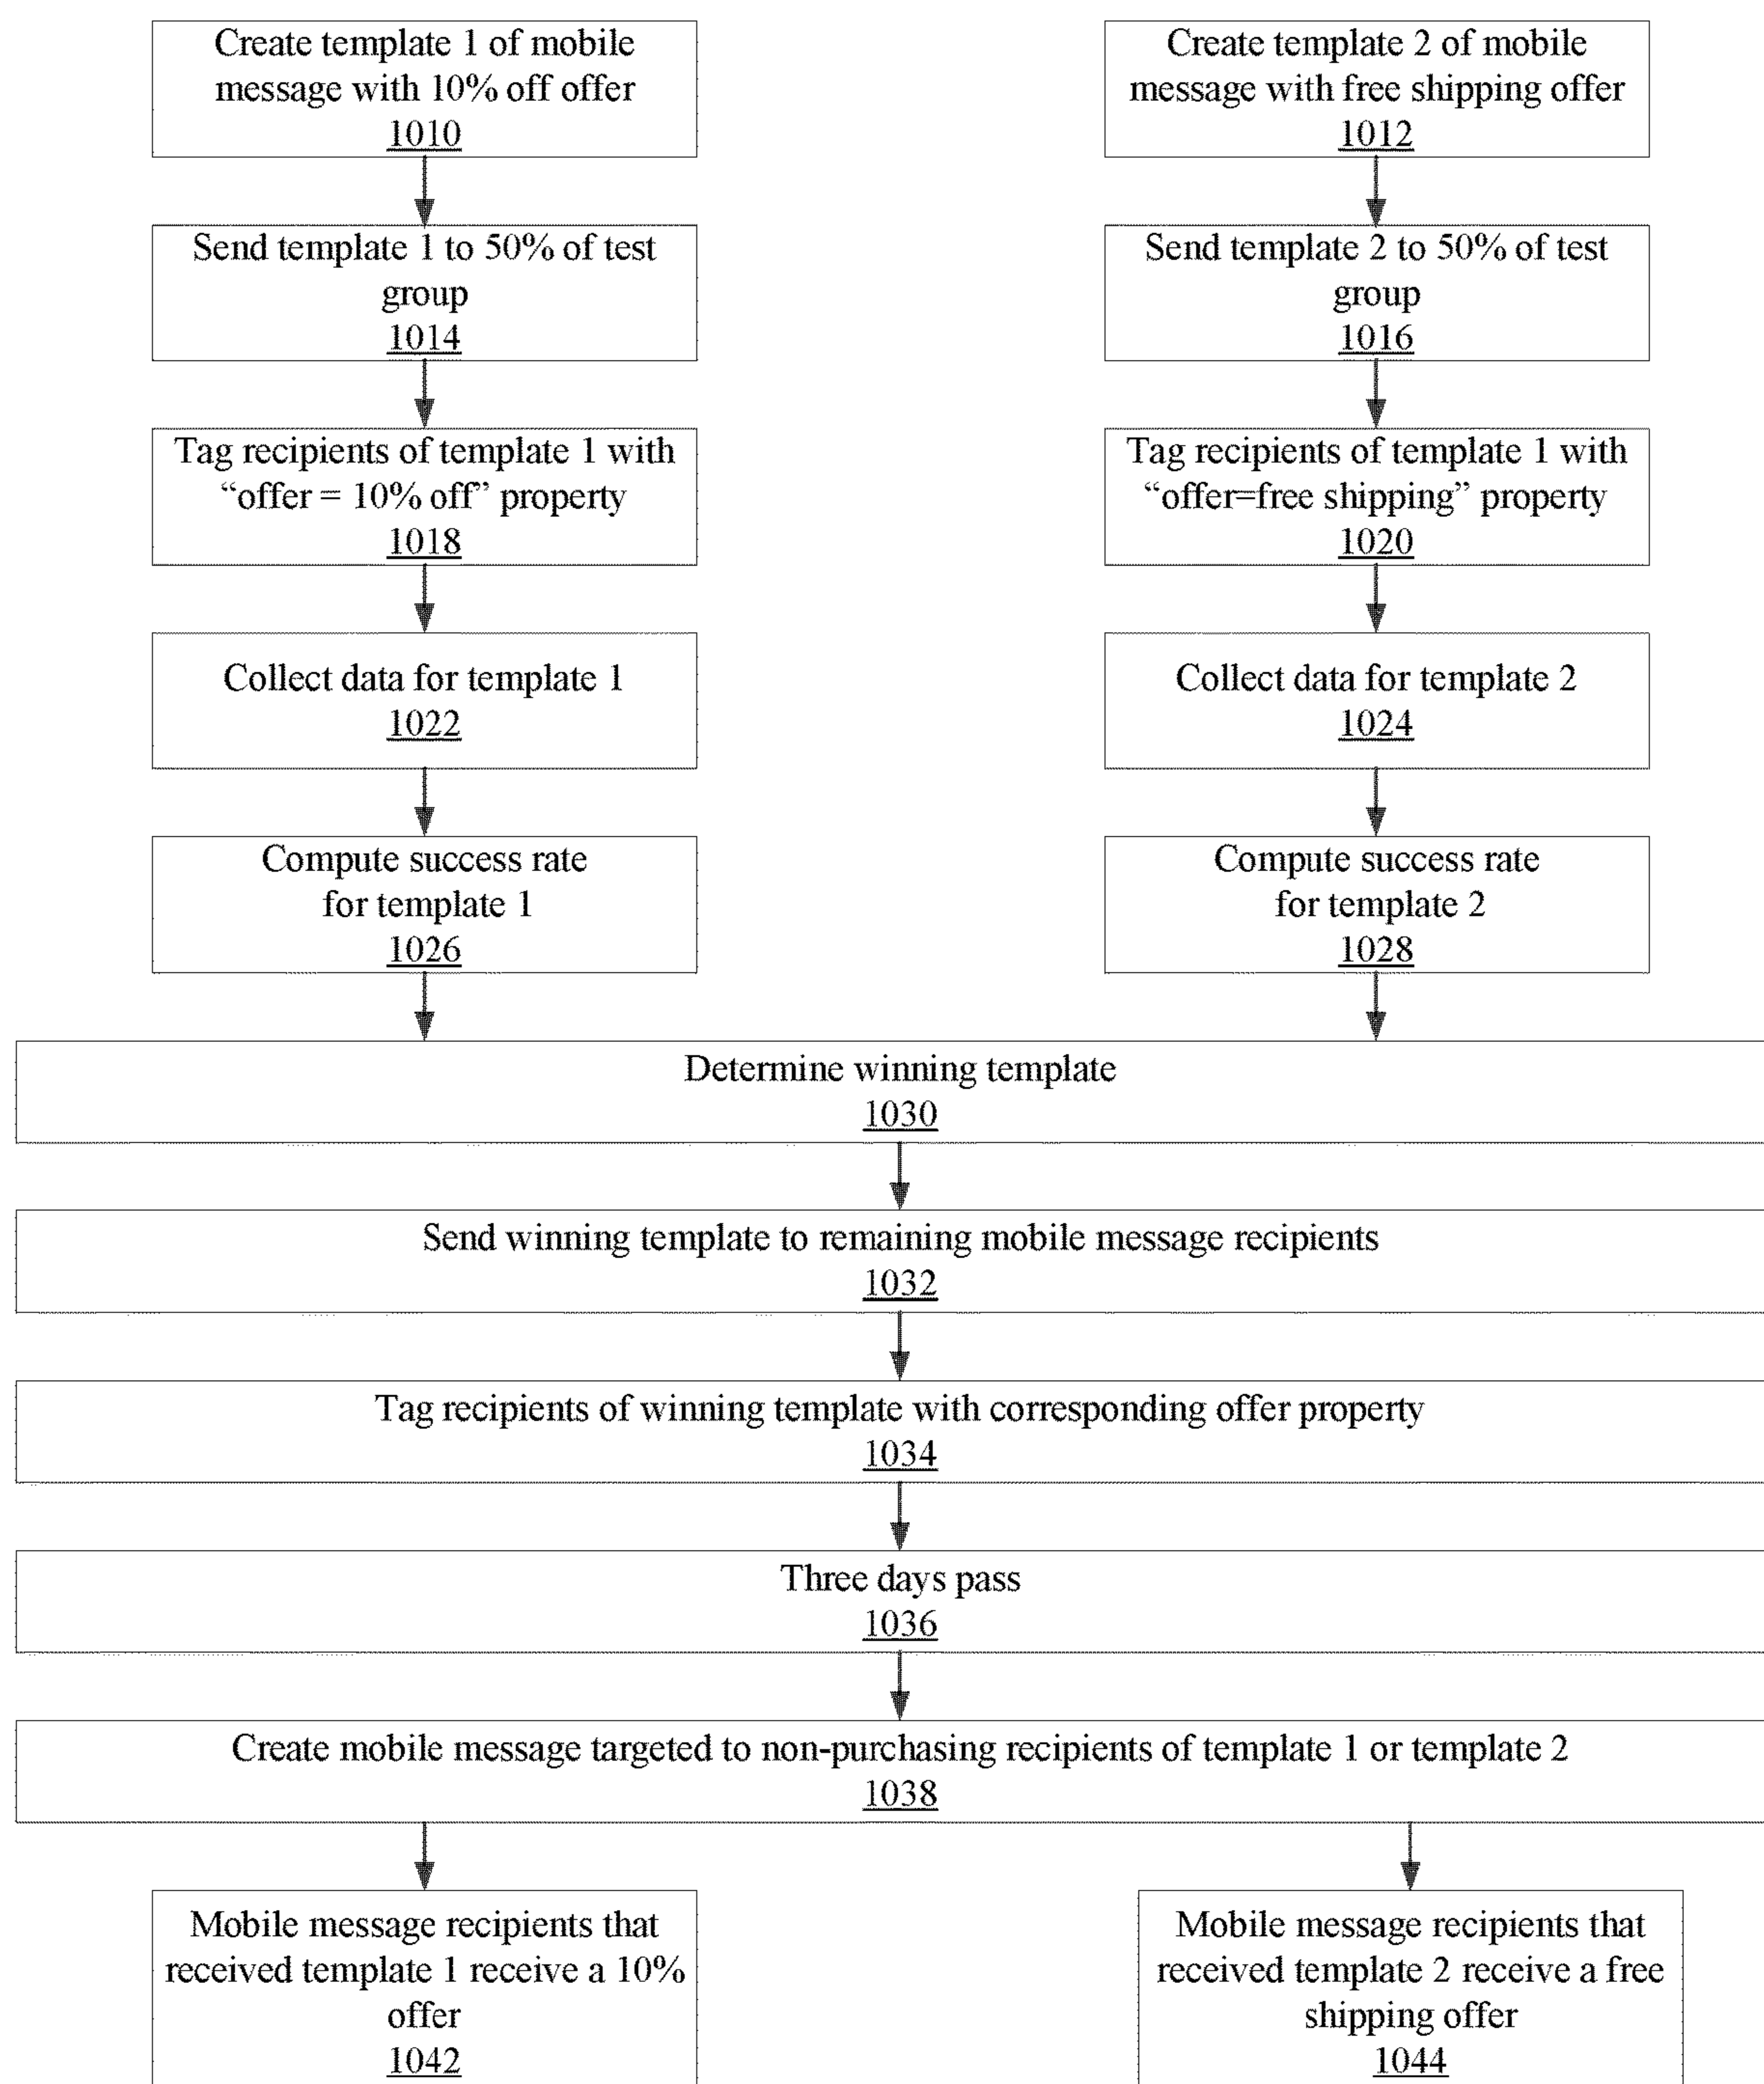 Create template 1 of mobile
message with 10% off offer
1010
Create template 2 of mobile
message with free shipping offer
1012
Send template 1 to 50% of test
group
1014
Send template 2 to 50% of test
group
1016
Tag recipients of template 1 with
“offer = 10% off” property
1018
Tag recipients of template 1 with
“offer=free shipping” property
1020
Collect data for template 1
1022
Collect data for template 2
1024
Compute success rate
for template 1
1026
Compute success rate
for template 2
1028
Determine winning template
1030
Send winning template to remaining mobile message recipients
1032
Tag recipients of winning template with corresponding offer property
1034
Three days pass
1036
Create mobile message targeted to non-purchasing recipients of template 1 or template 2
1038
Mobile message recipients that
received template 1 receive a 10%
offer
1042
Mobile message recipients that
received template 2 receive a free
shipping offer
1044